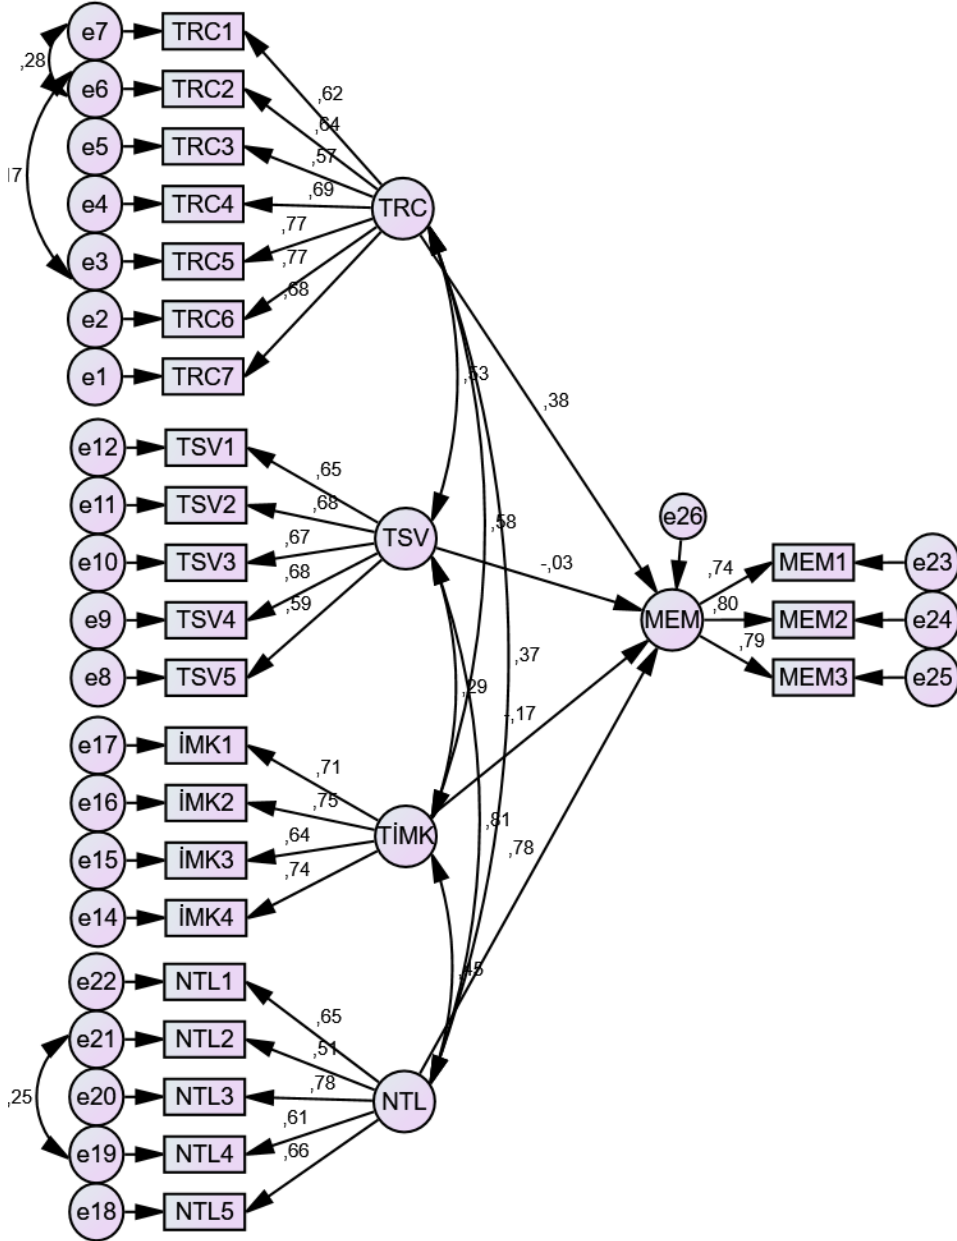 e7 TRC1
,28
e6 TRC2
,62
,64
e5 TRC3
,57
e4 TRC4
,69
TRC
e3 TRC5
,77
,77
e2 TRC6
,68
e1 TRC7
,53
,38
e12 TSV1
,65
e11 TSV2
,68
TSV
e10 TSV3
,67
,68
e9 TSV4
,59
e8 TSV5
,58
-,03
e26
MEM
,74
MEM1 e23
,80
MEM2 e24
,79
MEM3 e25
,37
,29
-,17
e17 İMK1
,71
e16 İMK2
,75
TİMK
e15 İMK3
,64
,74
e14 İMK4
,81
,78
,45
e22 NTL1
,65
e21 NTL2
,51
,25
e20 NTL3
,78
NTL
e19 NTL4
,61
,66
e18 NTL5